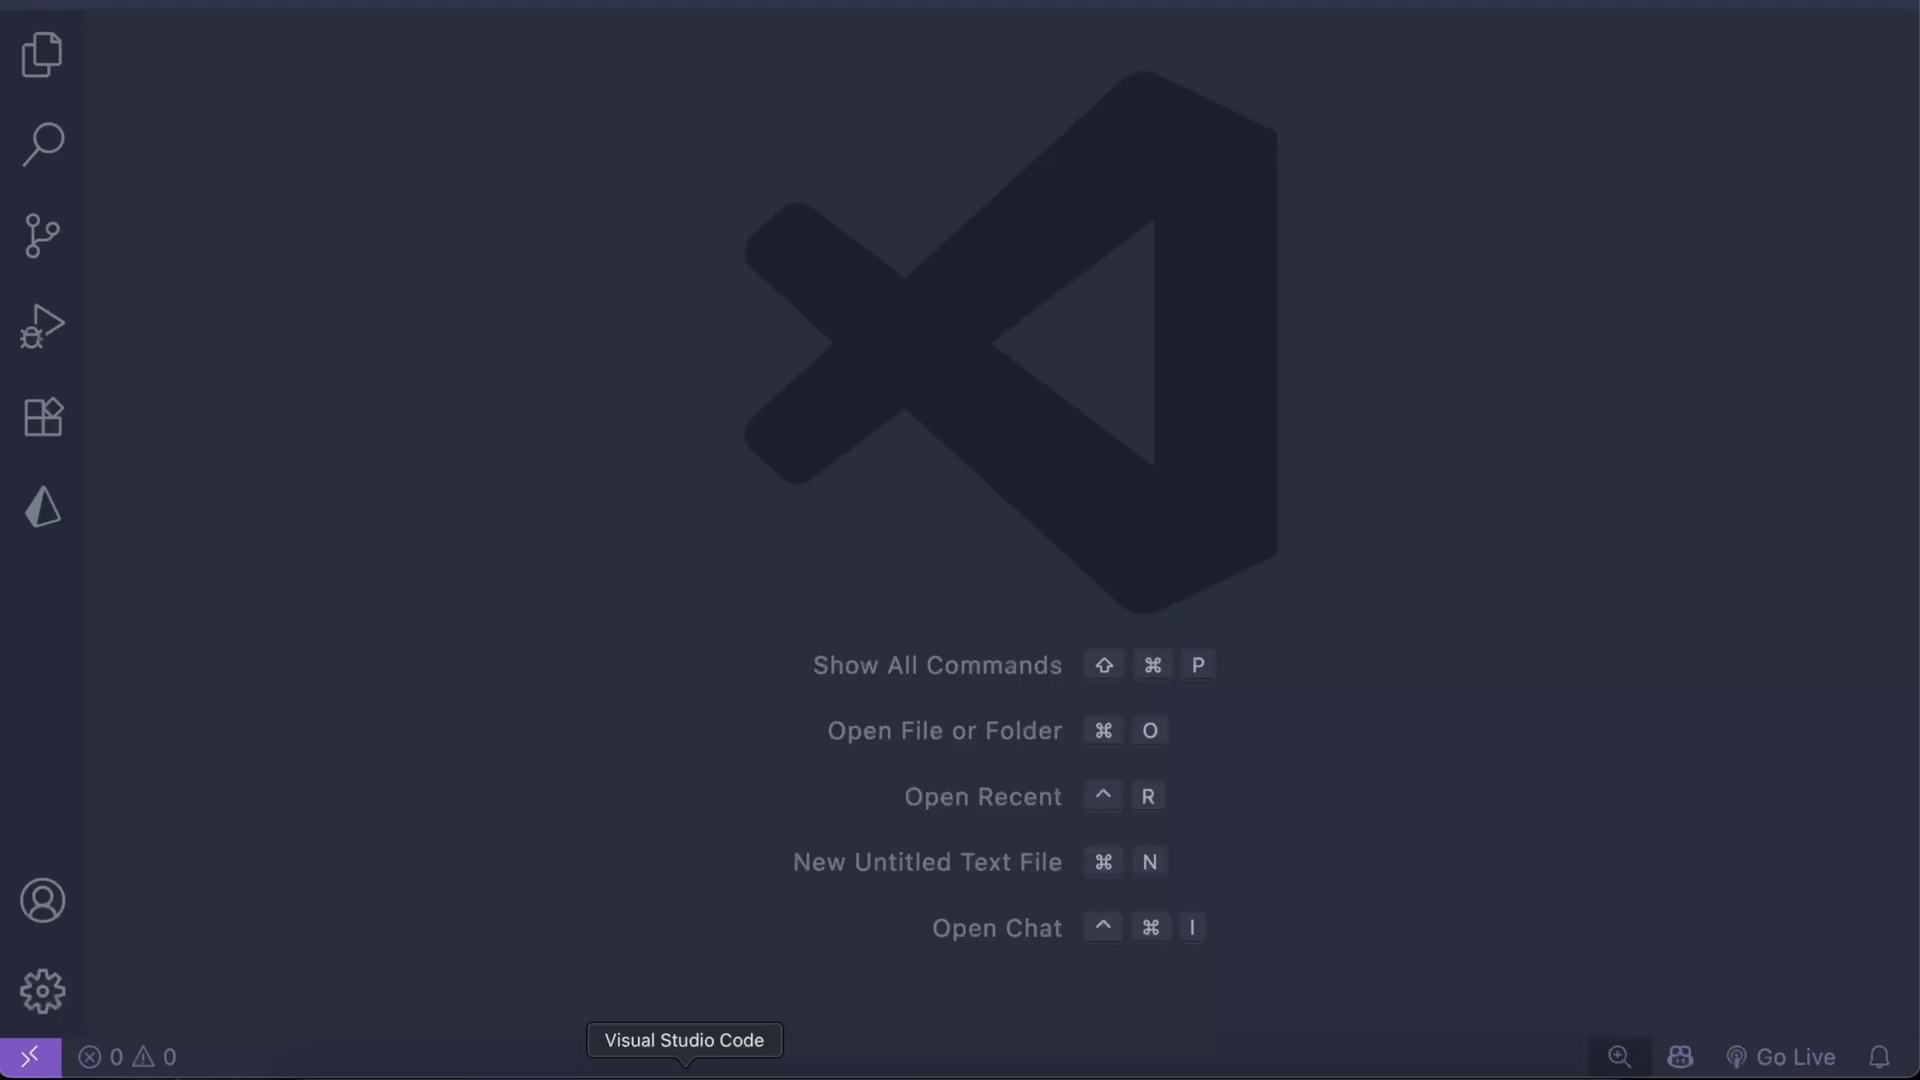 Show All Commands ⇧ ⌘ P
Open File or Folder ⌘ O
Open Recent ^ R
New Untitled Text File ⌘ N
Open Chat ^ ⌘ I
Visual Studio Code
0 0
Go Live